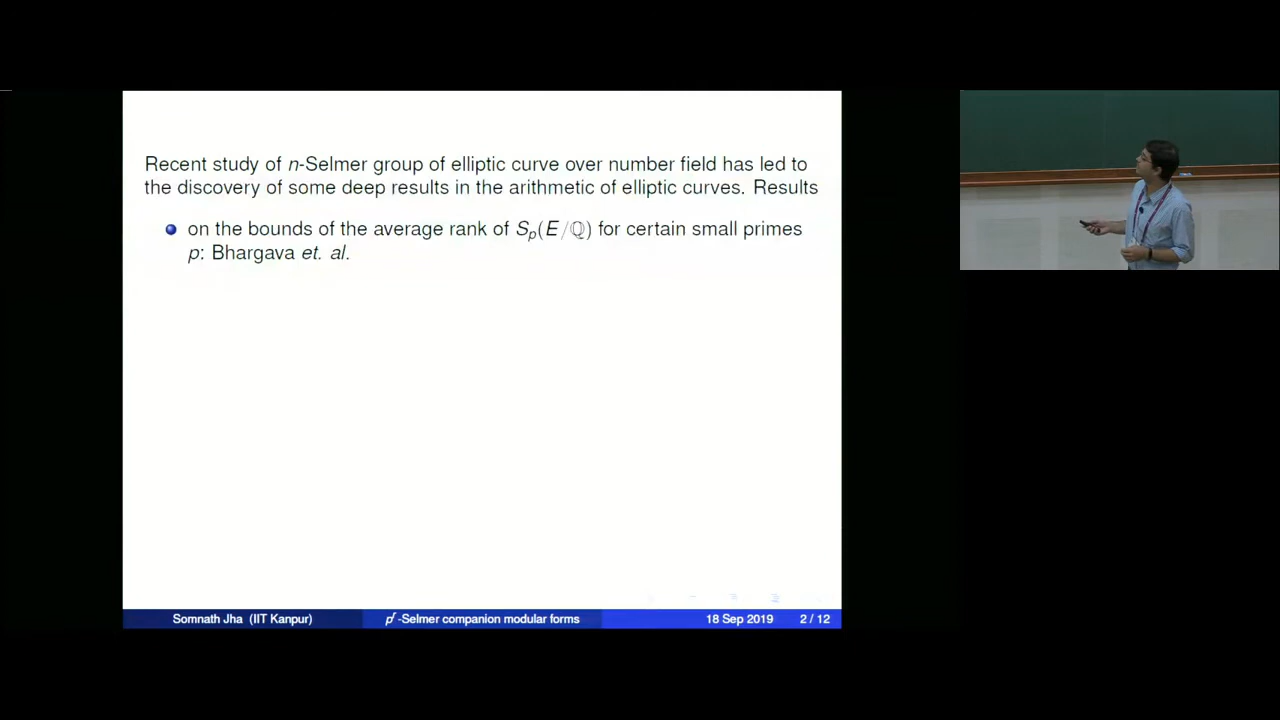 Recent study of n-Selmer group of elliptic curve over number field has led to
the discovery of some deep results in the arithmetic of elliptic curves. Results
on the bounds of the average rank of Sₚ(E/ℚ) for certain small primes
p: Bhargava et. al.
Somnath Jha (IIT Kanpur) pʳ-Selmer companion modular forms 18 Sep 2019 2 / 12